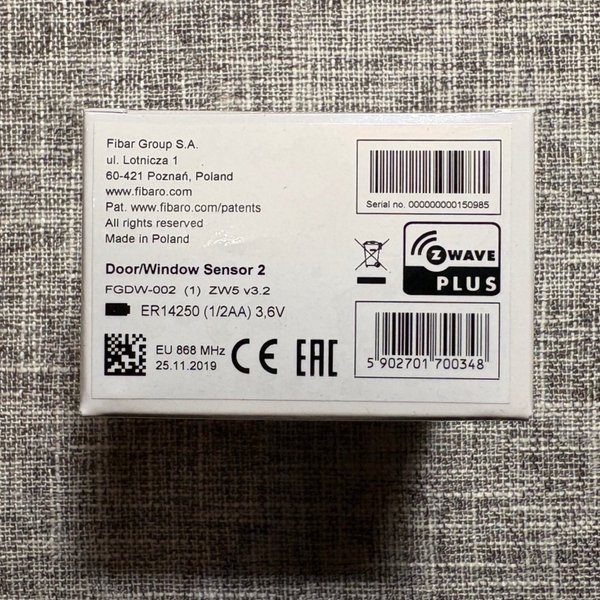 Fibar Group S.A.
ul. Lotnicza 1
60-421 Poznań, Poland
www.fibaro.com
Pat. www.fibaro.com/patents
All rights reserved
Made in Poland
Serial no. 000000000150985
Door/Window Sensor 2
FGDW-002 (1) ZW5 v3.2
ER14250 (1/2AA) 3,6V
Z WAVE
PLUS
EU 868 MHz
25.11.2019
CE EAC
5 902701 700348